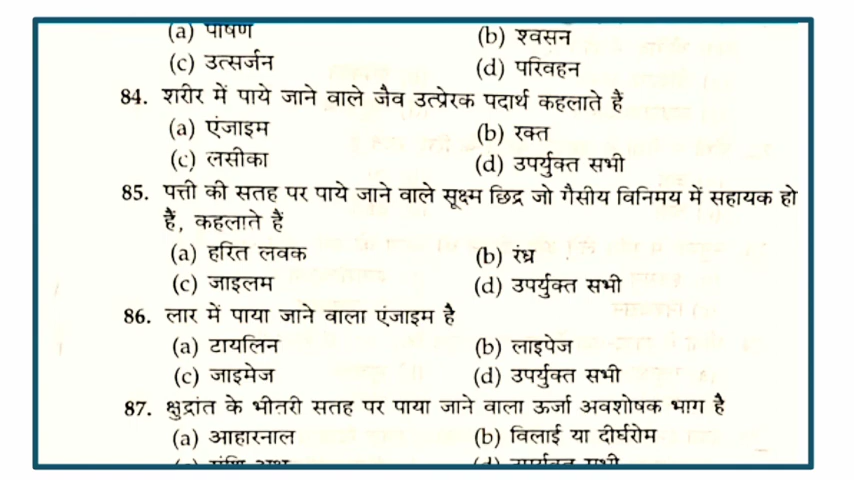 (a) पोषण (b) श्वसन
(c) उत्सर्जन (d) परिवहन
84. शरीर में पाये जाने वाले जैव उत्प्रेरक पदार्थ कहलाते हैं
(a) एंजाइम (b) रक्त
(c) लसीका (d) उपर्युक्त सभी
85. पत्ती की सतह पर पाये जाने वाले सूक्ष्म छिद्र जो गैसीय विनिमय में सहायक हो
हैं, कहलाते हैं
(a) हरित लवक (b) रंध्र
(c) जाइलम (d) उपर्युक्त सभी
86. लार में पाया जाने वाला एंजाइम है
(a) टायलिन (b) लाइपेज
(c) जाइमेज (d) उपर्युक्त सभी
87. क्षुद्रांत के भीतरी सतह पर पाया जाने वाला ऊर्जा अवशोषक भाग है
(a) आहारनाल (b) विलाई या दीर्घरोम
(d) उपर्युक्त सभी